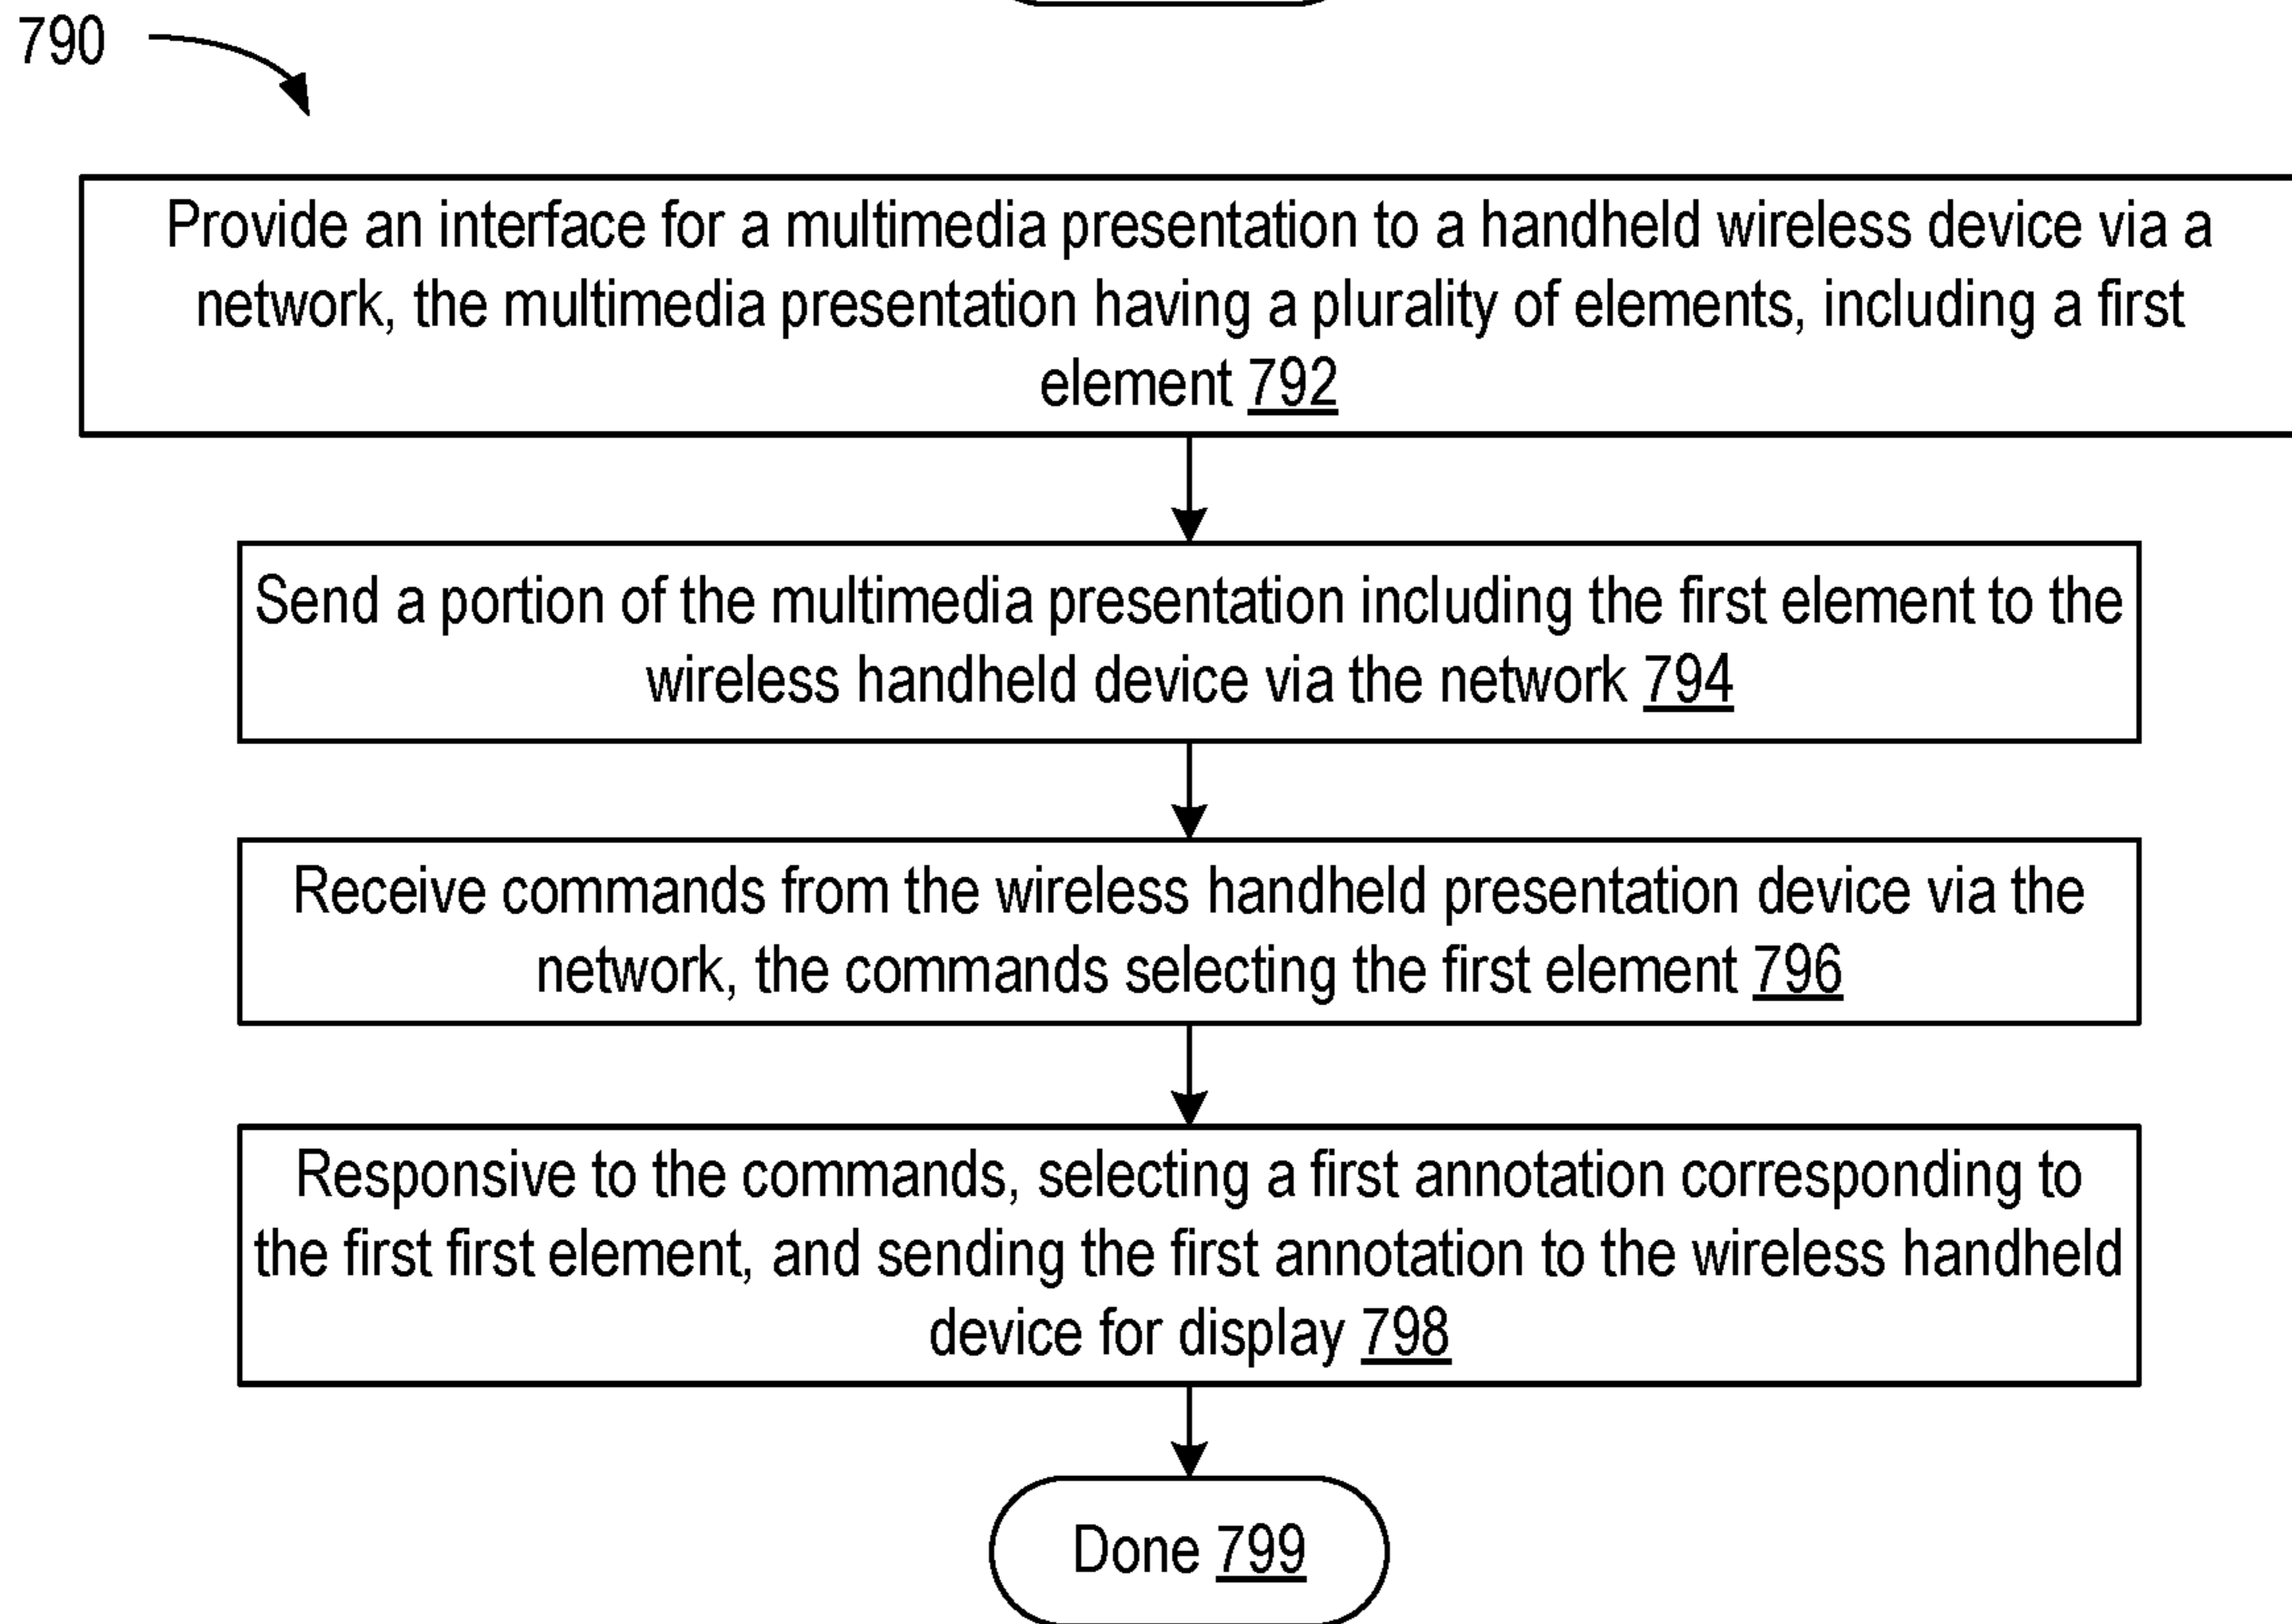 790
Provide an interface for a multimedia presentation to a handheld wireless device via a
network, the multimedia presentation having a plurality of elements, including a first
element 792
Send a portion of the multimedia presentation including the first element to the
wireless handheld device via the network 794
Receive commands from the wireless handheld presentation device via the
network, the commands selecting the first element 796
Responsive to the commands, selecting a first annotation corresponding to
the first first element, and sending the first annotation to the wireless handheld
device for display 798
Done 799